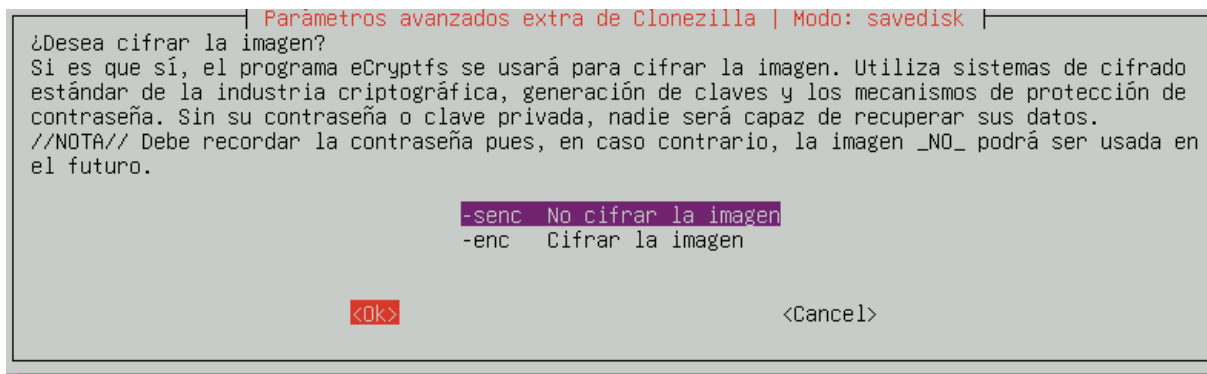 Parámetros avanzados extra de Clonezilla | Modo: savedisk
¿Desea cifrar la imagen?
Si es que sí, el programa eCryptfs se usará para cifrar la imagen. Utiliza sistemas de cifrado
estándar de la industria criptográfica, generación de claves y los mecanismos de protección de
contraseña. Sin su contraseña o clave privada, nadie será capaz de recuperar sus datos.
//NOTA// Debe recordar la contraseña pues, en caso contrario, la imagen _NO_ podrá ser usada en
el futuro.
-senc No cifrar la imagen
-enc Cifrar la imagen
<Ok> <Cancel>